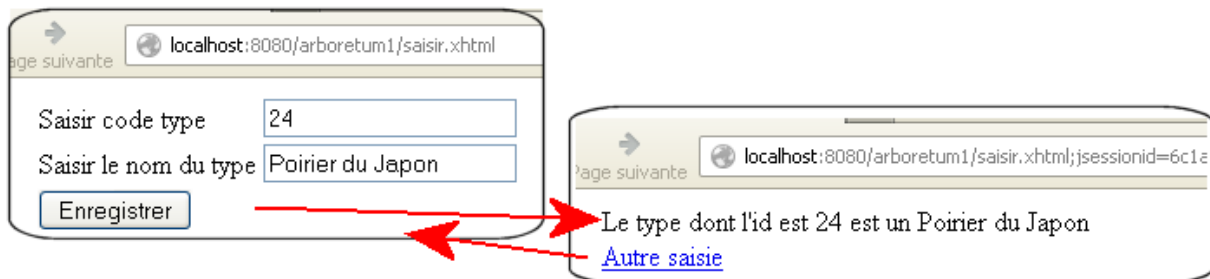 age suivante
localhost:8080/arboretum1/saisir.xhtml
Saisir code type 24
Saisir le nom du type Poirier du Japon
Enregistrer
Page suivante
localhost:8080/arboretum1/saisir.xhtml;jsessionid=6c1a
Le type dont l'id est 24 est un Poirier du Japon
Autre saisie